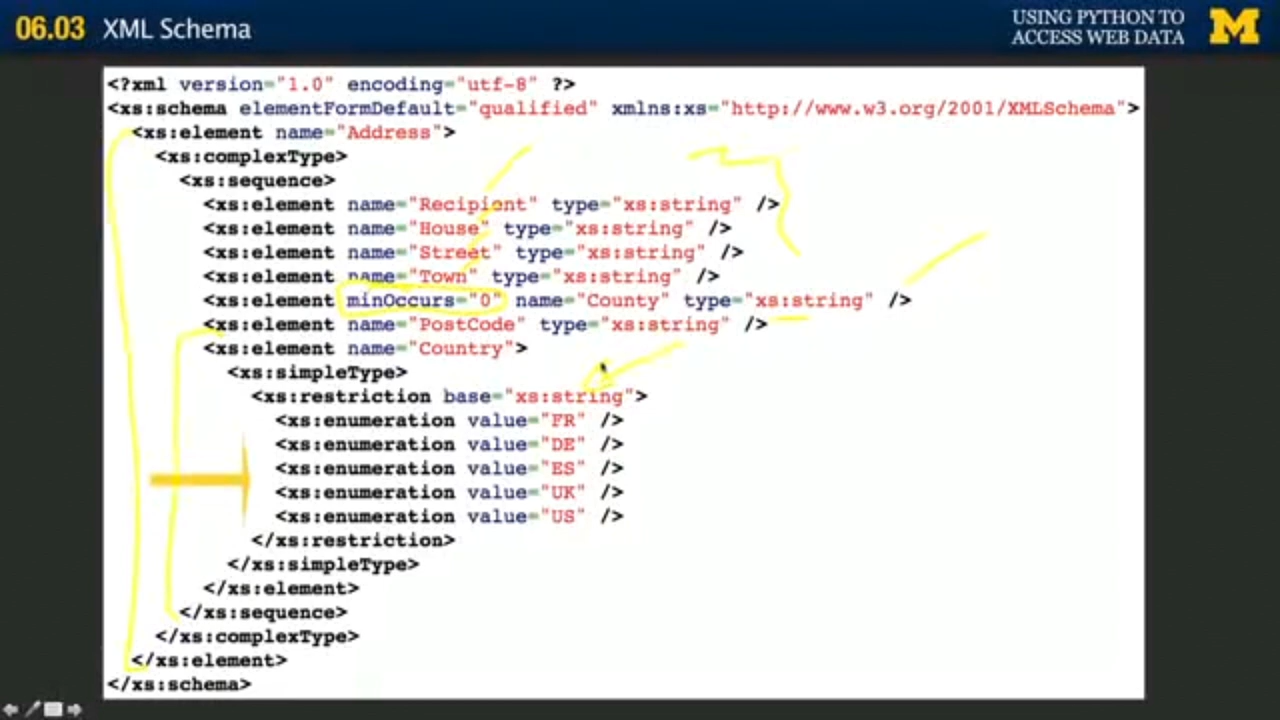 06.03 XML Schema
USING PYTHON TO
ACCESS WEB DATA
M
<?xml version="1.0" encoding="utf-8" ?>
<xs:schema elementFormDefault="qualified" xmlns:xs="http://www.w3.org/2001/XMLSchema">
<xs:element name="Address">
<xs:complexType>
<xs:sequence>
<xs:element name="Recipient" type="xs:string" />
<xs:element name="House" type="xs:string" />
<xs:element name="Street" type="xs:string" />
<xs:element name="Town" type="xs:string" />
<xs:element minOccurs="0" name="County" type="xs:string" />
<xs:element name="PostCode" type="xs:string" />
<xs:element name="Country">
<xs:simpleType>
<xs:restriction base="xs:string">
<xs:enumeration value="FR" />
<xs:enumeration value="DE" />
<xs:enumeration value="ES" />
<xs:enumeration value="UK" />
<xs:enumeration value="US" />
</xs:restriction>
</xs:simpleType>
</xs:element>
</xs:sequence>
</xs:complexType>
</xs:element>
</xs:schema>